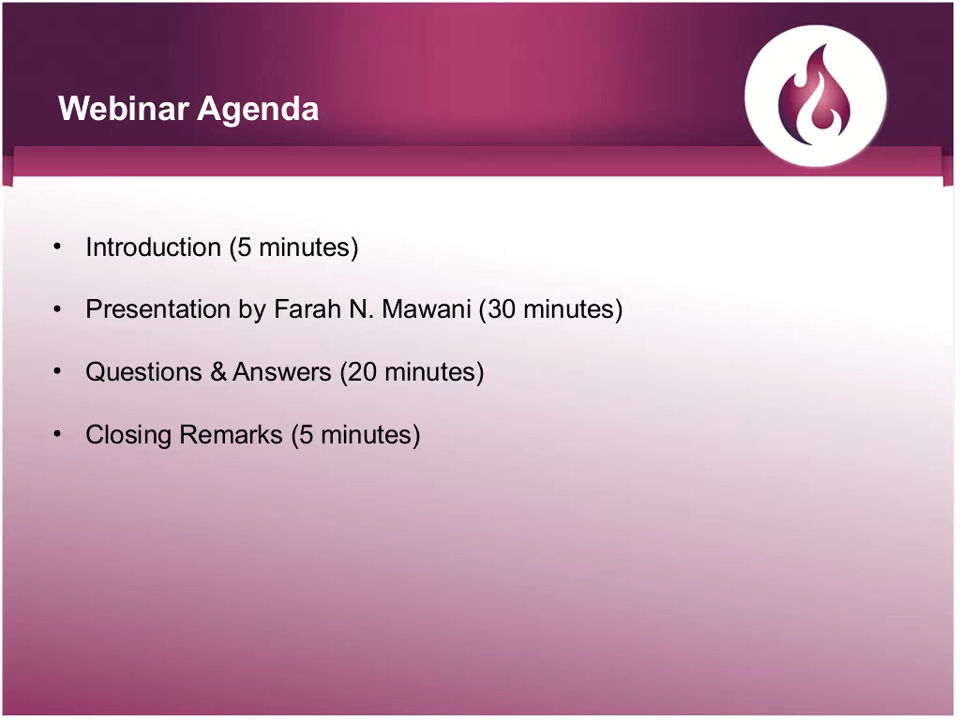 Webinar Agenda
• Introduction (5 minutes)
• Presentation by Farah N. Mawani (30 minutes)
• Questions & Answers (20 minutes)
• Closing Remarks (5 minutes)